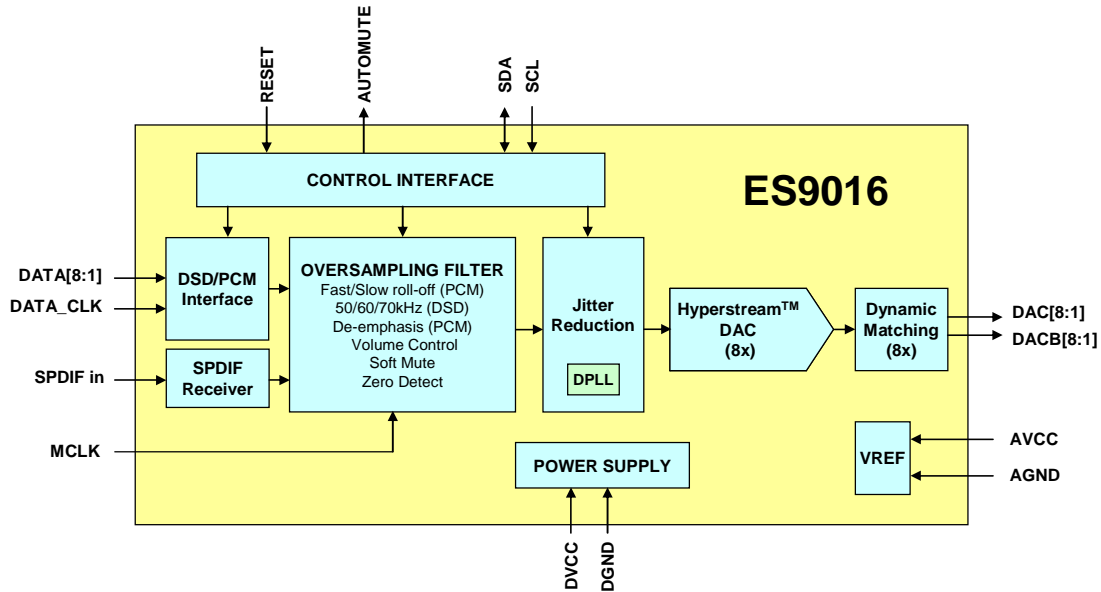 RESET
AUTOMUTE
SDA
SCL
CONTROL INTERFACE
ES9016
DATA[8:1]
DATA_CLK
DSD/PCM
Interface
OVERSAMPLING FILTER
Fast/Slow roll-off (PCM)
50/60/70kHz (DSD)
De-emphasis (PCM)
Volume Control
Soft Mute
Zero Detect
Jitter
Reduction
DPLL
Hyperstream™
DAC
(8x)
Dynamic
Matching
(8x)
DAC[8:1]
DACB[8:1]
SPDIF in
SPDIF
Receiver
MCLK
POWER SUPPLY
VREF
AVCC
AGND
DVCC
DGND